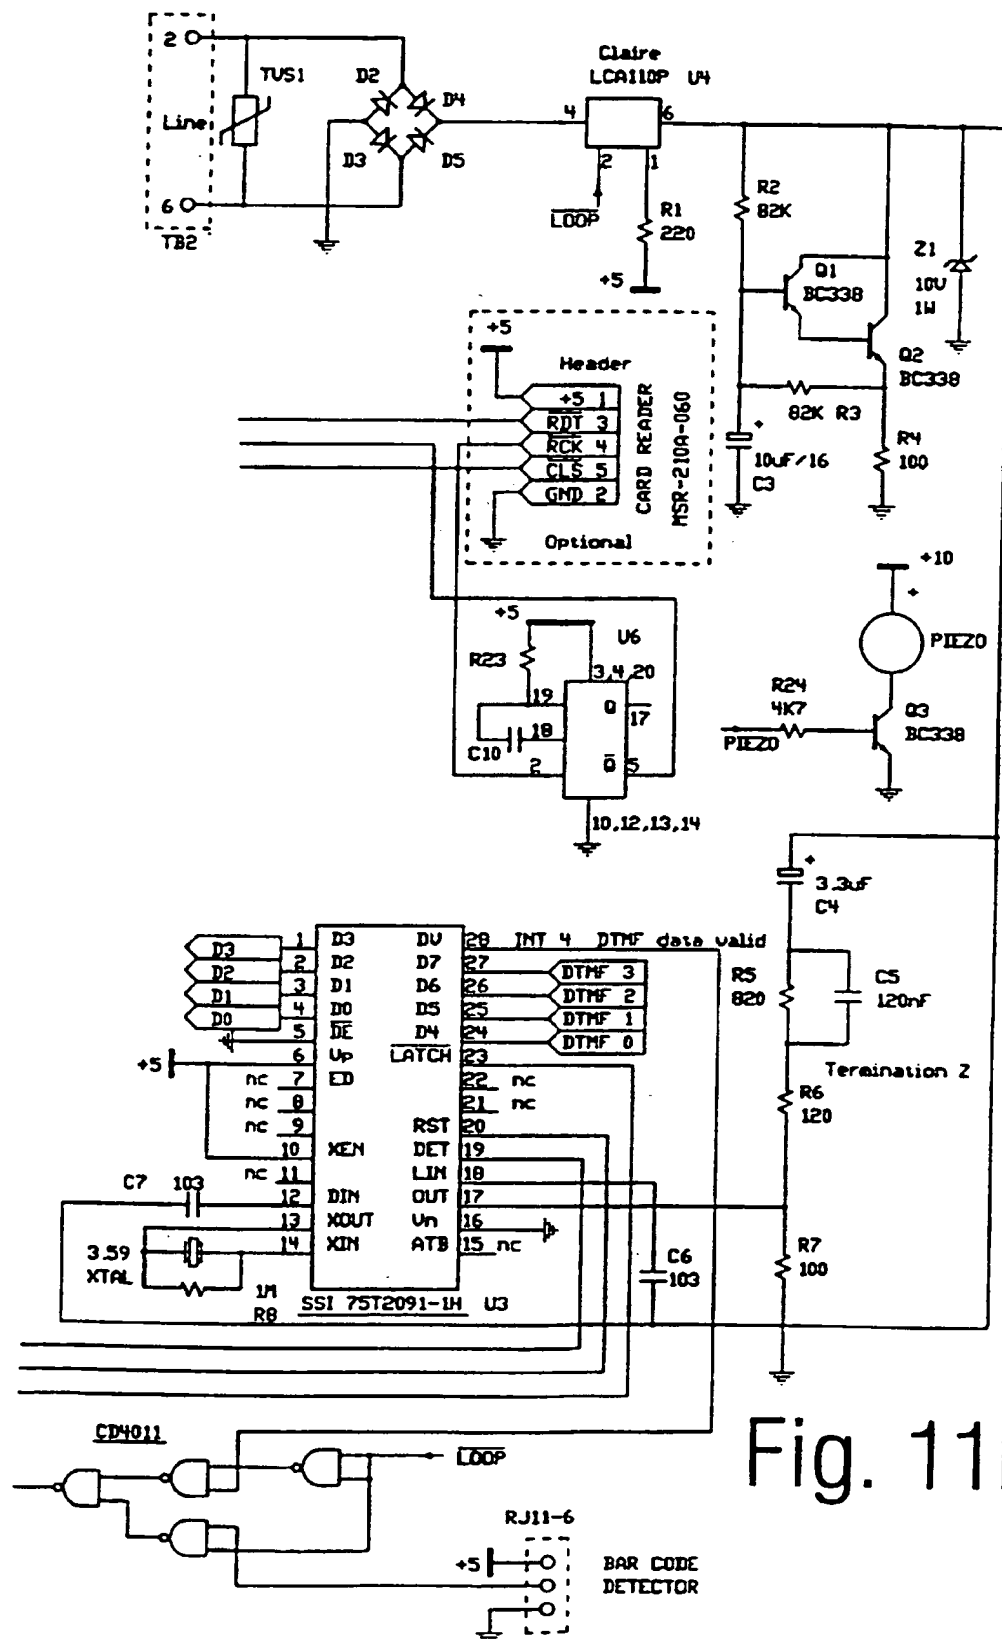 2
Line
6
TB2
TVS1
D2
D4
D3
D5
Claire
LCA110P U4
4
6
2
1
LOOP
R1
220
+5
R2
82K
Q1
BC338
Z1
10V
1W
Q2
BC338
82K R3
+
10uF/16
C3
R4
100
+5
Header
+5 1
RDT 3
RCK 4
CLS 5
GND 2
Optional
CARD READER
MSR-210A-060
+10
+
PIEZO
R24
4K7
PIEZO
Q3
BC338
+5
U6
R23
3,4,20
19
Q
17
18
C10
2
Q
5
10,12,13,14
+
3.3uF
C4
R5
820
C5
120nF
Termination Z
R6
120
R7
100
D3
D2
D1
D0
+5
1 D3 DV 28 INT 4 DTMF data valid
2 D2 D7 27 DTMF 3
3 D1 D6 26 DTMF 2
4 D0 D5 25 DTMF 1
5 DE D4 24 DTMF 0
6 Vp LATCH 23
nc 7 ED 22 nc
nc 8 21 nc
nc 9 RST 20
10 XEN DET 19
nc 11 LIN 18
12 DIN OUT 17
13 XOUT Vn 16
14 XIN ATB 15 nc
C7 103
3.59
XTAL
1M
R8
SSI 75T2091-1H U3
C6
103
CD4011
LOOP
Fig. 11
RJ11-6
+5
BAR CODE
DETECTOR